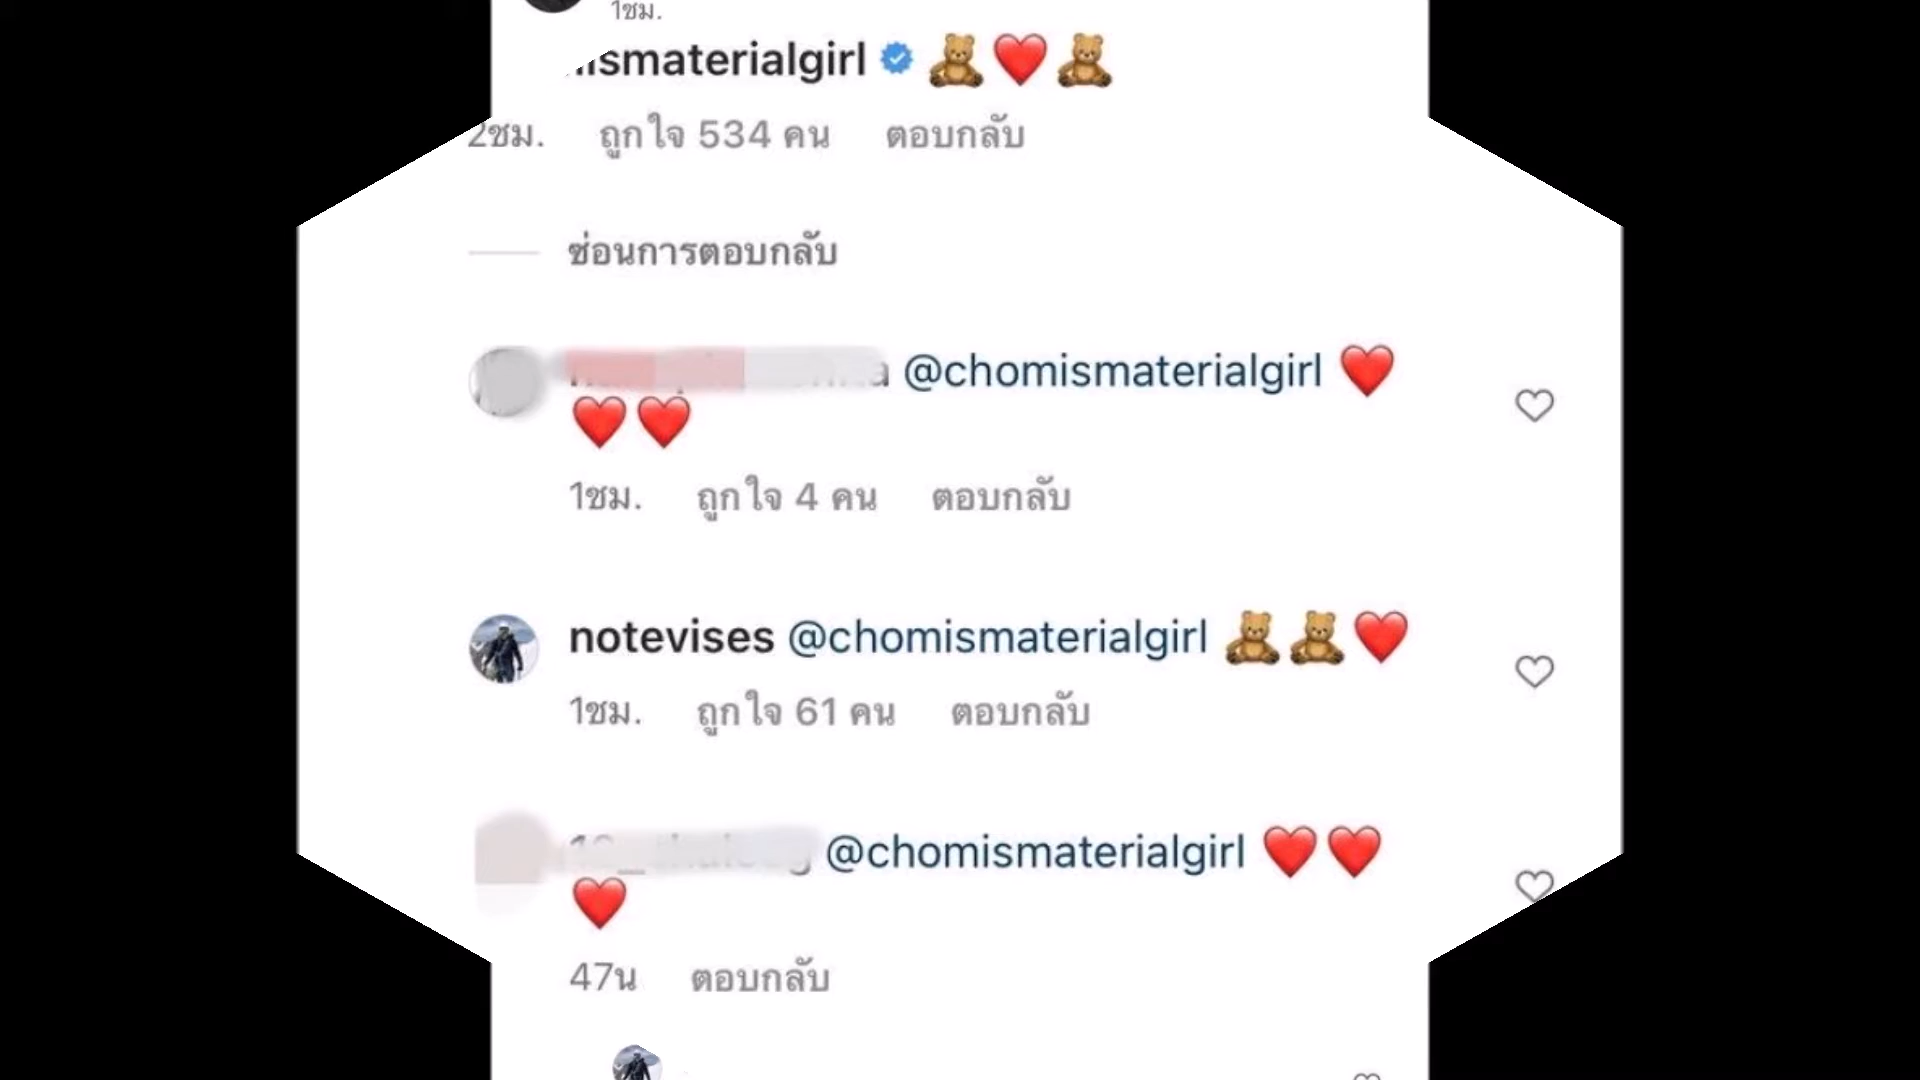 1ชม.
ismaterialgirl 🧸❤️🧸
2ชม. ถูกใจ 534 คน ตอบกลับ
ซ่อนการตอบกลับ
@chomismaterialgirl ❤️
❤️❤️
1ชม. ถูกใจ 4 คน ตอบกลับ
notevises @chomismaterialgirl 🧸🧸❤️
1ชม. ถูกใจ 61 คน ตอบกลับ
@chomismaterialgirl ❤️❤️
❤️
47น ตอบกลับ